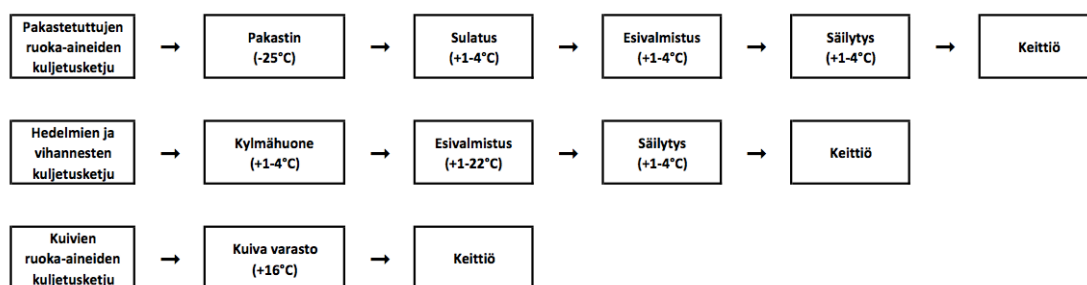 Pakastetuttujen
ruoka-aineiden
kuljetusketju
→
Pakastin
(-25°C)
→
Sulatus
(+1-4°C)
→
Esivalmistus
(+1-4°C)
→
Säilytys
(+1-4°C)
→
Keittiö
Hedelmien ja
vihannesten
kuljetusketju
→
Kylmähuone
(+1-4°C)
→
Esivalmistus
(+1-22°C)
→
Säilytys
(+1-4°C)
→
Keittiö
Kuivien
ruoka-aineiden
kuljetusketju
→
Kuiva varasto
(+16°C)
→
Keittiö